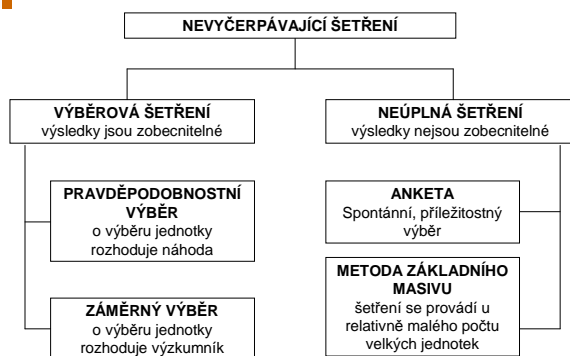 NEVYČERPÁVAJÍCÍ ŠETŘENÍ
VÝBĚROVÁ ŠETŘENÍ
výsledky jsou zobecnitelné
NEÚPLNÁ ŠETŘENÍ
výsledky nejsou zobecnitelné
PRAVDĚPODOBNOSTNÍ
VÝBĚR
o výběru jednotky
rozhoduje náhoda
ANKETA
Spontánní, příležitostný
výběr
ZÁMĚRNÝ VÝBĚR
o výběru jednotky
rozhoduje výzkumník
METODA ZÁKLADNÍHO
MASIVU
šetření se provádí u
relativně malého počtu
velkých jednotek